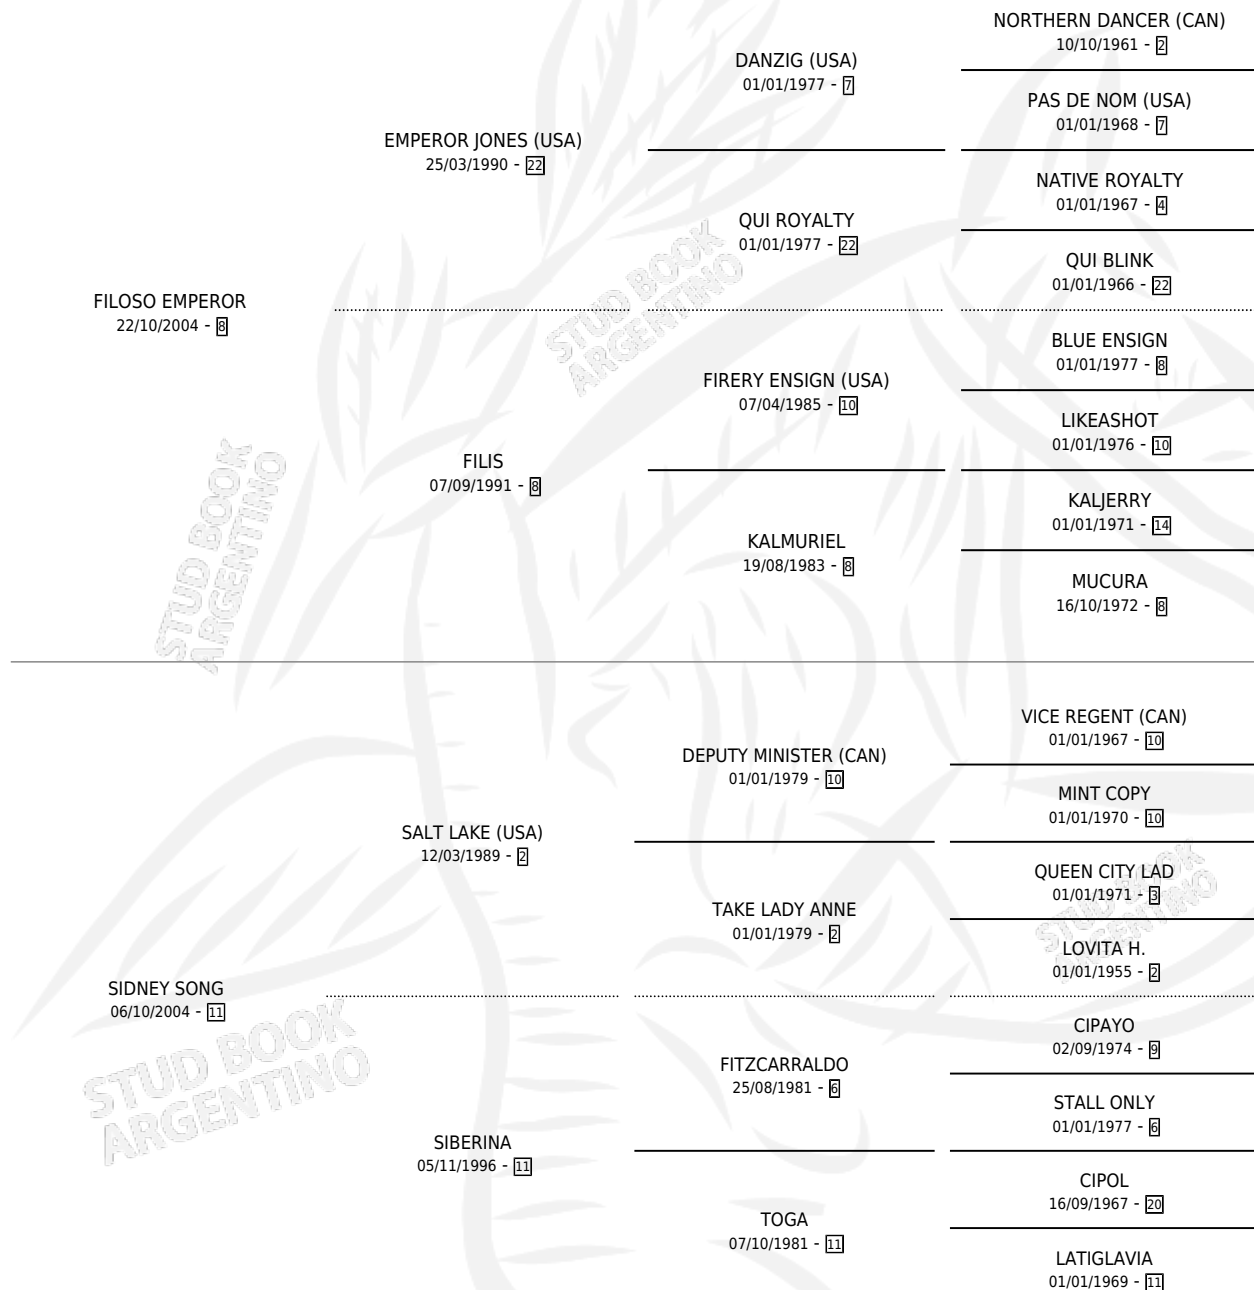 NORTHERN DANCER (CAN)
10/10/1961 - 2
DANZIG (USA)
01/01/1977 - 7
PAS DE NOM (USA)
01/01/1968 - 7
EMPEROR JONES (USA)
25/03/1990 - 22
NATIVE ROYALTY
01/01/1967 - 4
QUI ROYALTY
01/01/1977 - 22
QUI BLINK
01/01/1966 - 22
STUD BOOK
ARGENTINO
FILOSO EMPEROR
22/10/2004 - 8
BLUE ENSIGN
01/01/1977 - 8
FIRERY ENSIGN (USA)
07/04/1985 - 10
LIKEASHOT
01/01/1976 - 10
FILIS
07/09/1991 - 8
KALJERRY
01/01/1971 - 14
KALMURIEL
19/08/1983 - 8
MUCURA
16/10/1972 - 8
STUD BOOK
ARGENTINO
VICE REGENT (CAN)
01/01/1967 - 10
DEPUTY MINISTER (CAN)
01/01/1979 - 10
MINT COPY
01/01/1970 - 10
SALT LAKE (USA)
12/03/1989 - 2
QUEEN CITY LAD
01/01/1971 - 3
TAKE LADY ANNE
01/01/1979 - 2
LOVITA H.
01/01/1955 - 2
STUD BOOK
ARGENTINO
SIDNEY SONG
06/10/2004 - 11
CIPAYO
02/09/1974 - 9
FITZCARRALDO
25/08/1981 - 6
STALL ONLY
01/01/1977 - 6
STUD BOOK
ARGENTINO
SIBERINA
05/11/1996 - 11
CIPOL
16/09/1967 - 20
TOGA
07/10/1981 - 11
LATIGLAVIA
01/01/1969 - 11